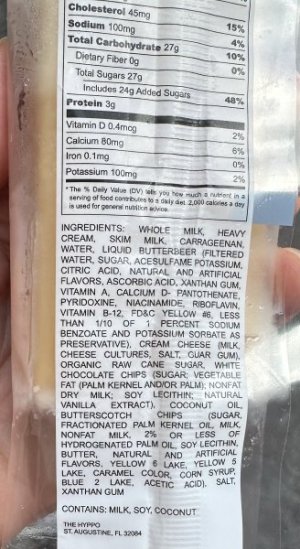 Cholesterol 45mg 15%
Sodium 100mg 4%
Total Carbohydrate 27g 10%
Dietary Fiber 0g 0%
Total Sugars 27g
Includes 24g Added Sugars 48%
Protein 3g
Vitamin D 0.4mcg 2%
Calcium 80mg 6%
Iron 0.1mg 0%
Potassium 100mg 2%
* The % Daily Value (DV) tells you how much a nutrient in a
serving of food contributes to a daily diet. 2,000 calories a day
is used for general nutrition advice.
INGREDIENTS: WHOLE MILK, HEAVY
CREAM, SKIM MILK, CARRAGEENAN,
WATER, LIQUID BUTTERBEER (FILTERED
WATER, SUGAR, ACESULFAME POTASSIUM,
CITRIC ACID, NATURAL AND ARTIFICIAL
FLAVORS, ASCORBIC ACID, XANTHAN GUM,
VITAMIN A, CALCIUM D- PANTOTHENATE,
PYRIDOXINE, NIACINAMIDE, RIBOFLAVIN,
VITAMIN B-12, FD&C YELLOW #6, LESS
THAN 1/10 OF 1 PERCENT SODIUM
BENZOATE AND POTASSIUM SORBATE AS
PRESERVATIVE), CREAM CHEESE (MILK,
CHEESE CULTURES, SALT, GUAR GUM),
ORGANIC RAW CANE SUGAR, WHITE
CHOCOLATE CHIPS (SUGAR, VEGETABLE
FAT (PALM KERNEL AND/OR PALM), NONFAT
DRY MILK, SOY LECITHIN, NATURAL
VANILLA EXTRACT), COCONUT OIL,
BUTTERSCOTCH CHIPS (SUGAR,
FRACTIONATED PALM KERNEL OIL, MILK,
NONFAT MILK, 2% OR LESS OF
HYDROGENATED PALM OIL, SOY LECITHIN,
BUTTER, NATURAL AND ARTIFICIAL
FLAVORS, YELLOW 6 LAKE, YELLOW 5
LAKE, CARAMEL COLOR, CORN SYRUP,
BLUE 2 LAKE, ACETIC ACID), SALT,
XANTHAN GUM
CONTAINS: MILK, SOY, COCONUT
THE HYPPO
ST. AUGUSTINE, FL 32084